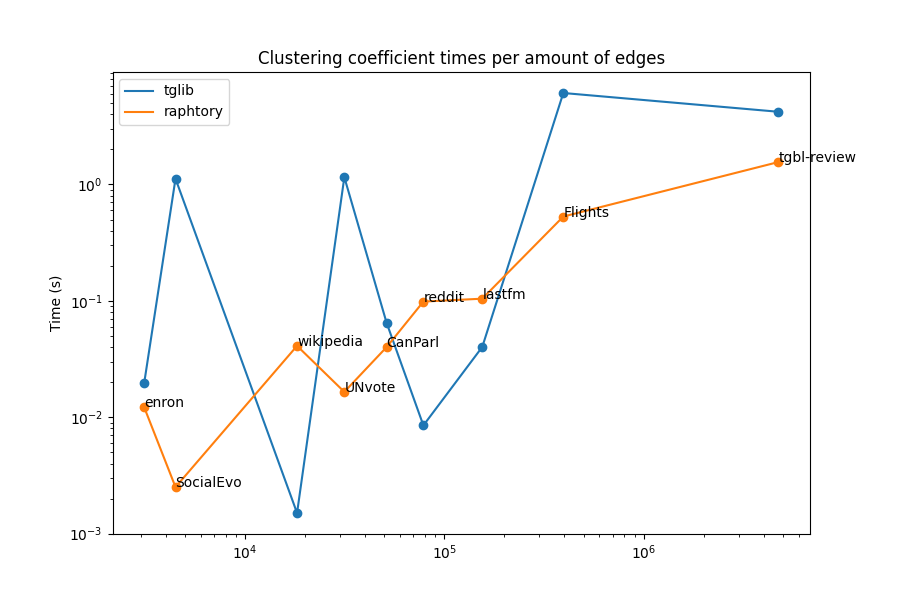 Clustering coefficient times per amount of edges
tglib
raphtory
Time (s)
10⁰
10⁻¹
10⁻²
10⁻³
10⁴
10⁵
10⁶
enron
SocialEvo
wikipedia
UNvote
CanParl
reddit
lastfm
Flights
tgbl-review